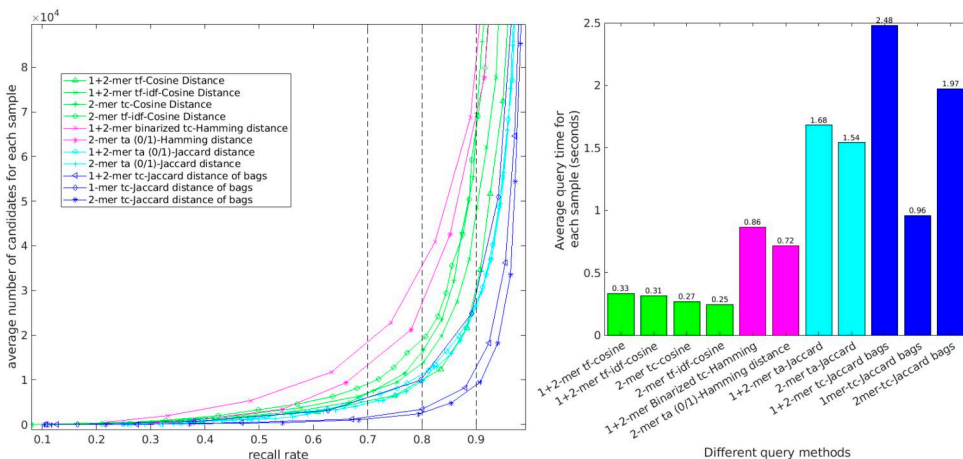 ×10⁴
8
7
6
5
4
3
2
1
0
average number of candidates for each sample
1+2-mer tf-Cosine Distance
1+2-mer tf-idf-Cosine Distance
2-mer tc-Cosine Distance
2-mer tf-idf-Cosine Distance
1+2-mer binarized tc-Hamming distance
2-mer ta (0/1)-Hamming distance
1+2-mer ta (0/1)-Jaccard distance
2-mer ta (0/1)-Jaccard distance
1+2-mer tc-Jaccard distance of bags
1-mer tc-Jaccard distance of bags
2-mer tc-Jaccard distance of bags
0.1 0.2 0.3 0.4 0.5 0.6 0.7 0.8 0.9
recall rate
2.5
2
1.5
1
0.5
0
Average query time for
each sample (seconds)
0.33 0.31 0.27 0.25 0.86 0.72 1.68 1.54 2.48 0.96 1.97
1+2-mer tf-cosine
1+2-mer tf-idf-cosine
2-mer tc-cosine
2-mer tf-idf-cosine
1+2-mer Binarized tc-Hamming
2-mer ta (0/1)-Hamming distance
1+2-mer ta-Jaccard
2-mer ta-Jaccard
1+2-mer tc-Jaccard bags
1mer-tc-Jaccard bags
2mer-tc-Jaccard bags
Different query methods